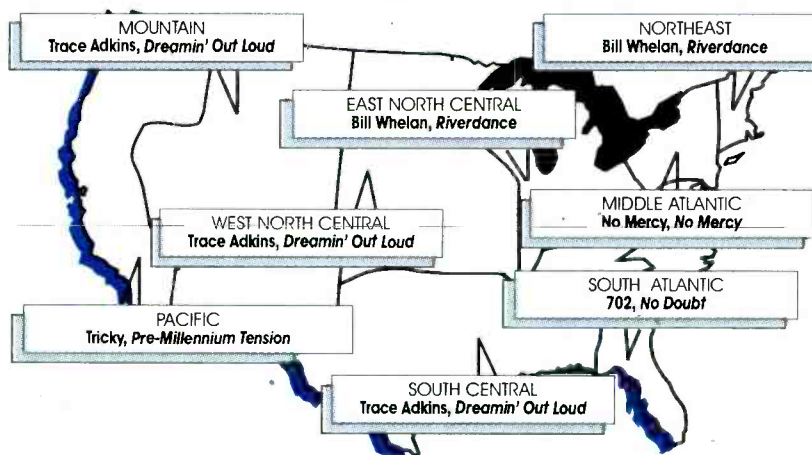 MOUNTAIN
Trace Adkins, Dreamin' Out Loud
NORTHEAST
Bill Whelan, Riverdance
EAST NORTH CENTRAL
Bill Whelan, Riverdance
WEST NORTH CENTRAL
Trace Adkins, Dreamin' Out Loud
MIDDLE ATLANTIC
No Mercy, No Mercy
SOUTH ATLANTIC
702, No Doubt
PACIFIC
Tricky, Pre-Millennium Tension
SOUTH CENTRAL
Trace Adkins, Dreamin' Out Loud